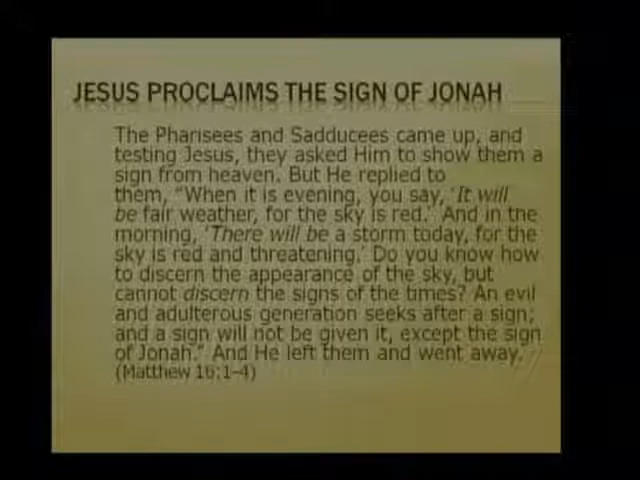 JESUS PROCLAIMS THE SIGN OF JONAH
The Pharisees and Sadducees came up, and
testing Jesus, they asked Him to show them a
sign from heaven. But He replied to
them, “When it is evening, you say, ‘It will
be fair weather, for the sky is red.’ And in the
morning, ‘There will be a storm today, for the
sky is red and threatening.’ Do you know how
to discern the appearance of the sky, but
cannot discern the signs of the times? An evil
and adulterous generation seeks after a sign;
and a sign will not be given it, except the sign
of Jonah.” And He left them and went away.
(Matthew 16:1-4)